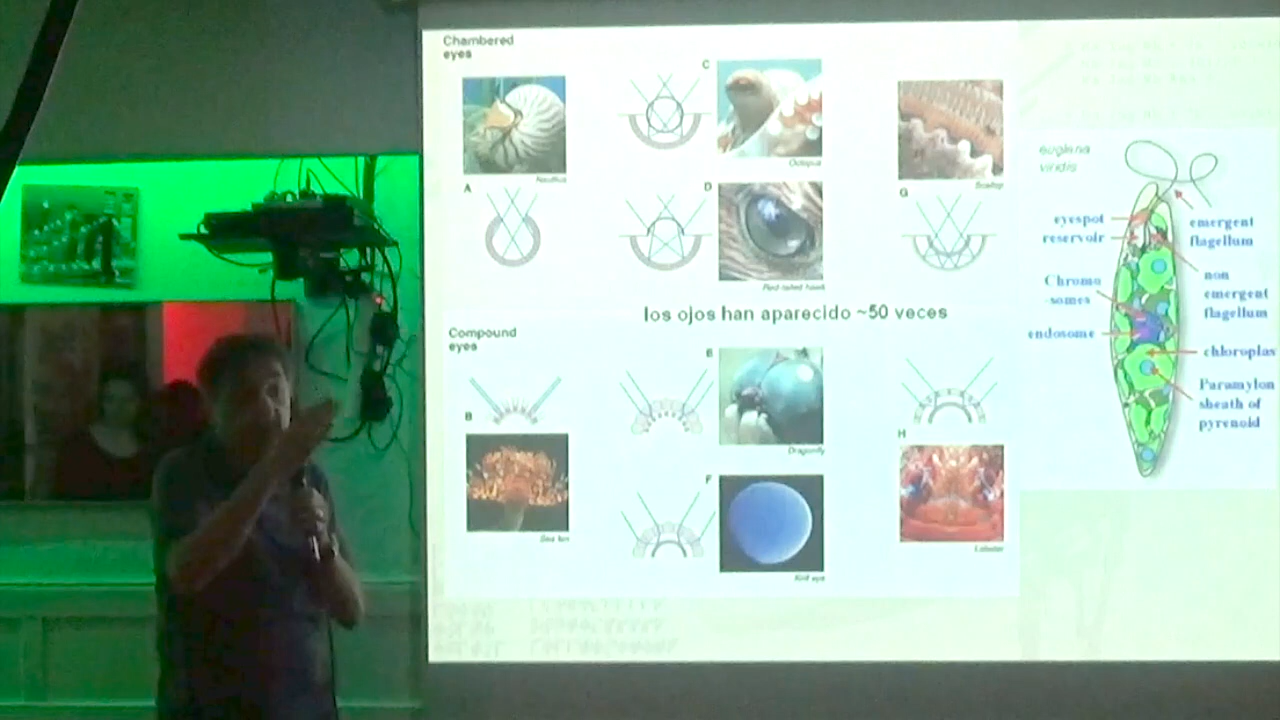 Chambered
eyes
Nautilus
C
Octopus
Scallop
A
D
Red-tailed hawk
G
los ojos han aparecido ~50 veces
Compound
eyes
B
Sea fan
E
Dragonfly
F
Krill eye
H
Lobster
euglena
viridis
eyespot
reservoir
Chromo
-somes
endosome
emergent
flagellum
non
emergent
flagellum
chloroplas
Paramylon
sheath of
pyrenoid